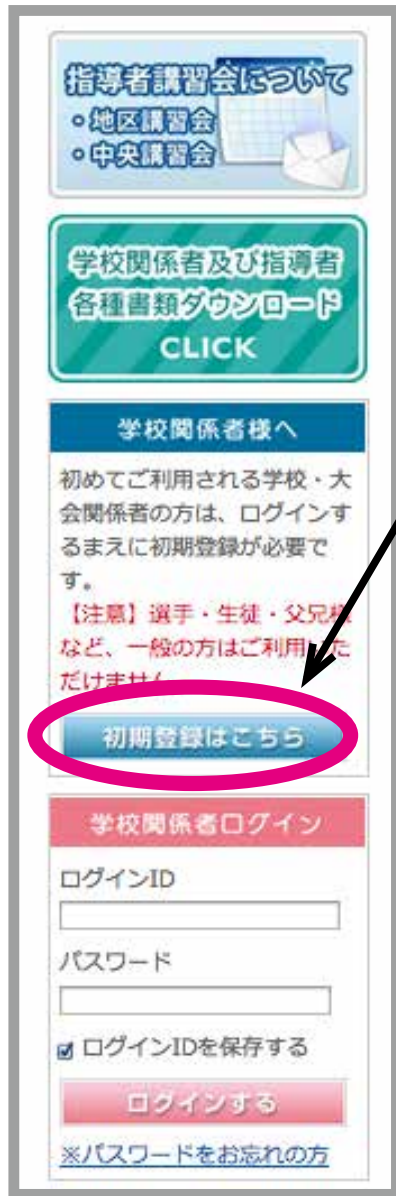 指導者講習会について
・地区講習会
・中央講習会
学校関係者及び指導者
各種書類ダウンロード
CLICK
学校関係者様へ
初めてご利用される学校・大
会関係者の方は、ログインす
るまえに初期登録が必要で
す。
【注意】選手・生徒・父兄様
など、一般の方はご利用いた
だけません
初期登録はこちら
学校関係者ログイン
ログインID
パスワード
ログインIDを保存する
ログインする
※パスワードをお忘れの方